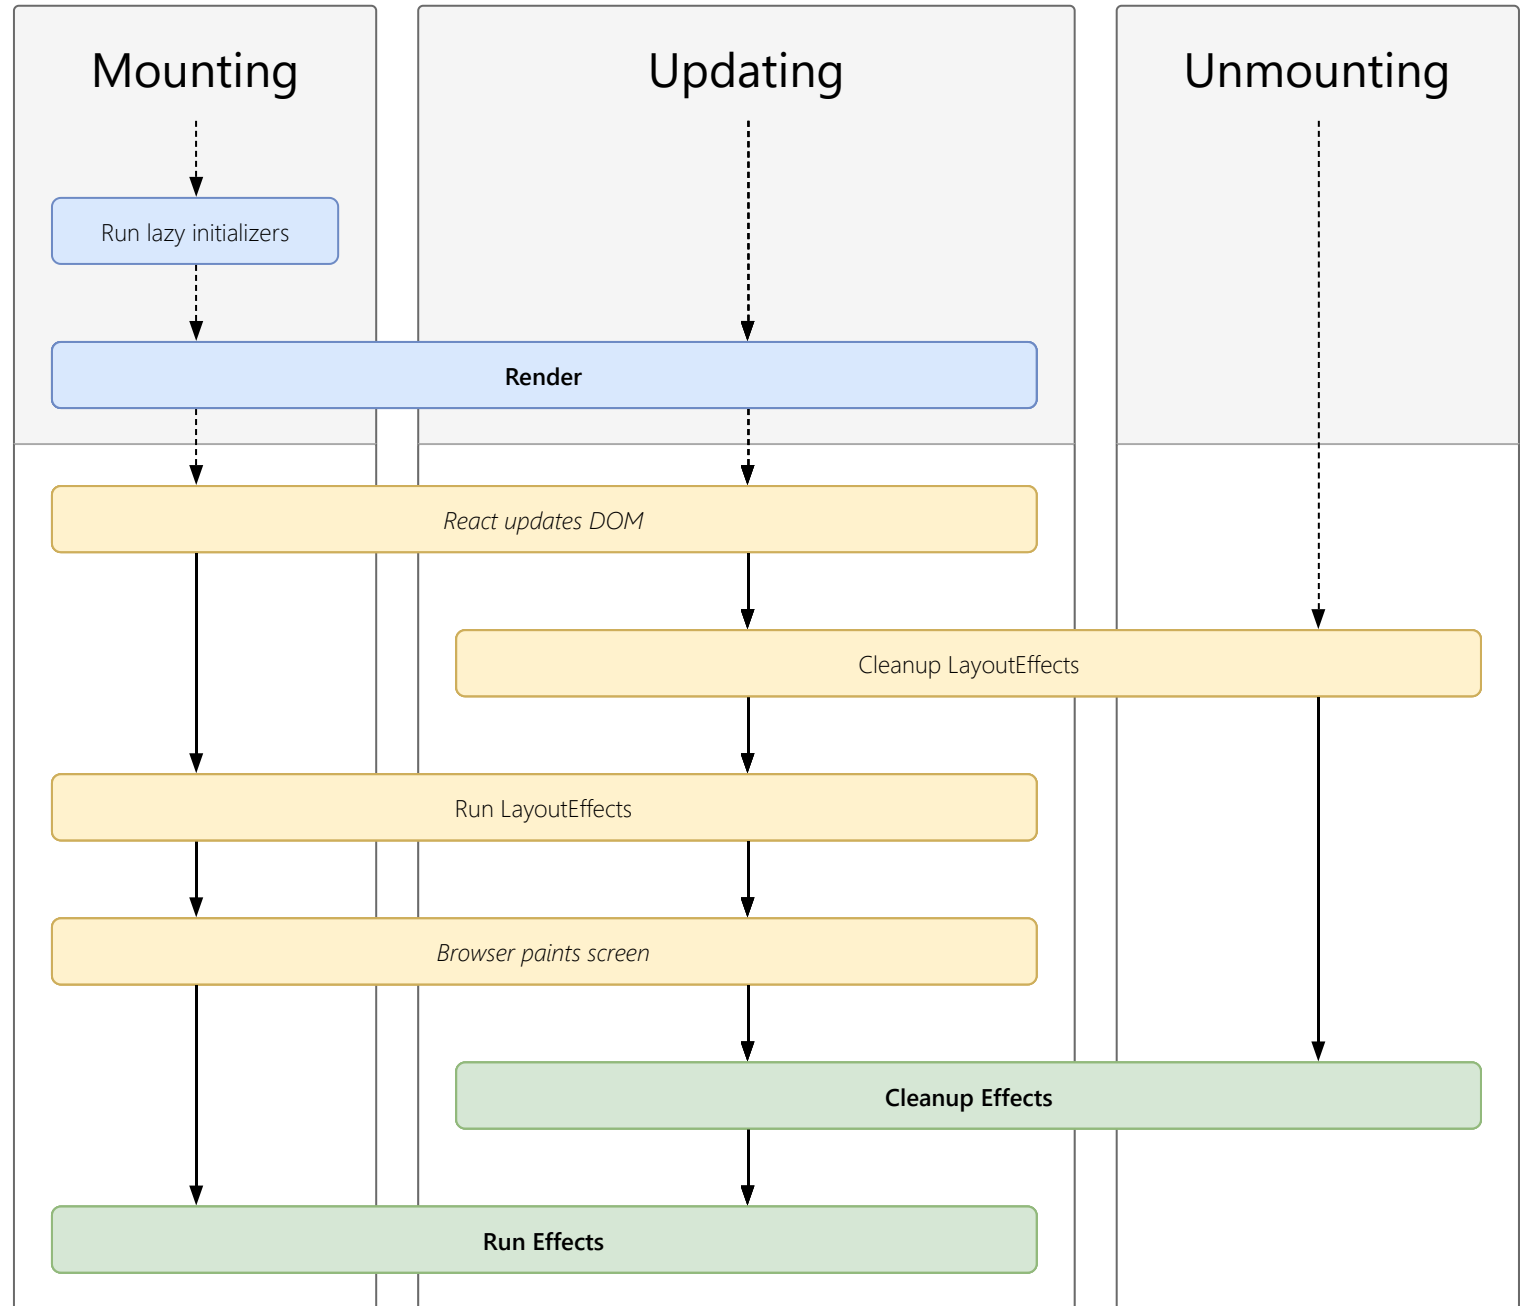 Mounting
Updating
Unmounting
Run lazy initializers
Render
React updates DOM
Cleanup LayoutEffects
Run LayoutEffects
Browser paints screen
Cleanup Effects
Run Effects